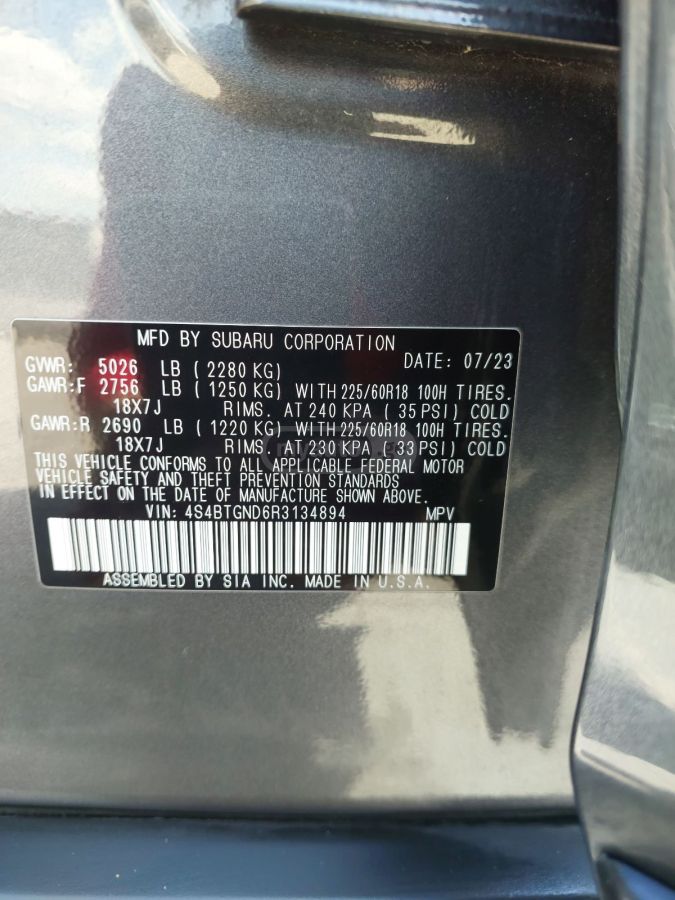 MFD BY SUBARU CORPORATION
DATE: 07/23
GVWR: 5026 LB (2280 KG)
GAWR:F 2756 LB (1250 KG) WITH 225/60R18 100H TIRES.
18X7J RIMS. AT 240 KPA (35 PSI) COLD
GAWR:R 2690 LB (1220 KG) WITH 225/60R18 100H TIRES.
18X7J RIMS. AT 230 KPA (33PSI) COLD
THIS VEHICLE CONFORMS TO ALL APPLICABLE FEDERAL MOTOR
VEHICLE SAFETY AND THEFT PREVENTION STANDARDS
IN EFFECT ON THE DATE OF MANUFACTURE SHOWN ABOVE.
VIN: 4S4BTGND6R3134894 MPV
ASSEMBLED BY SIA INC. MADE IN U.S.A.